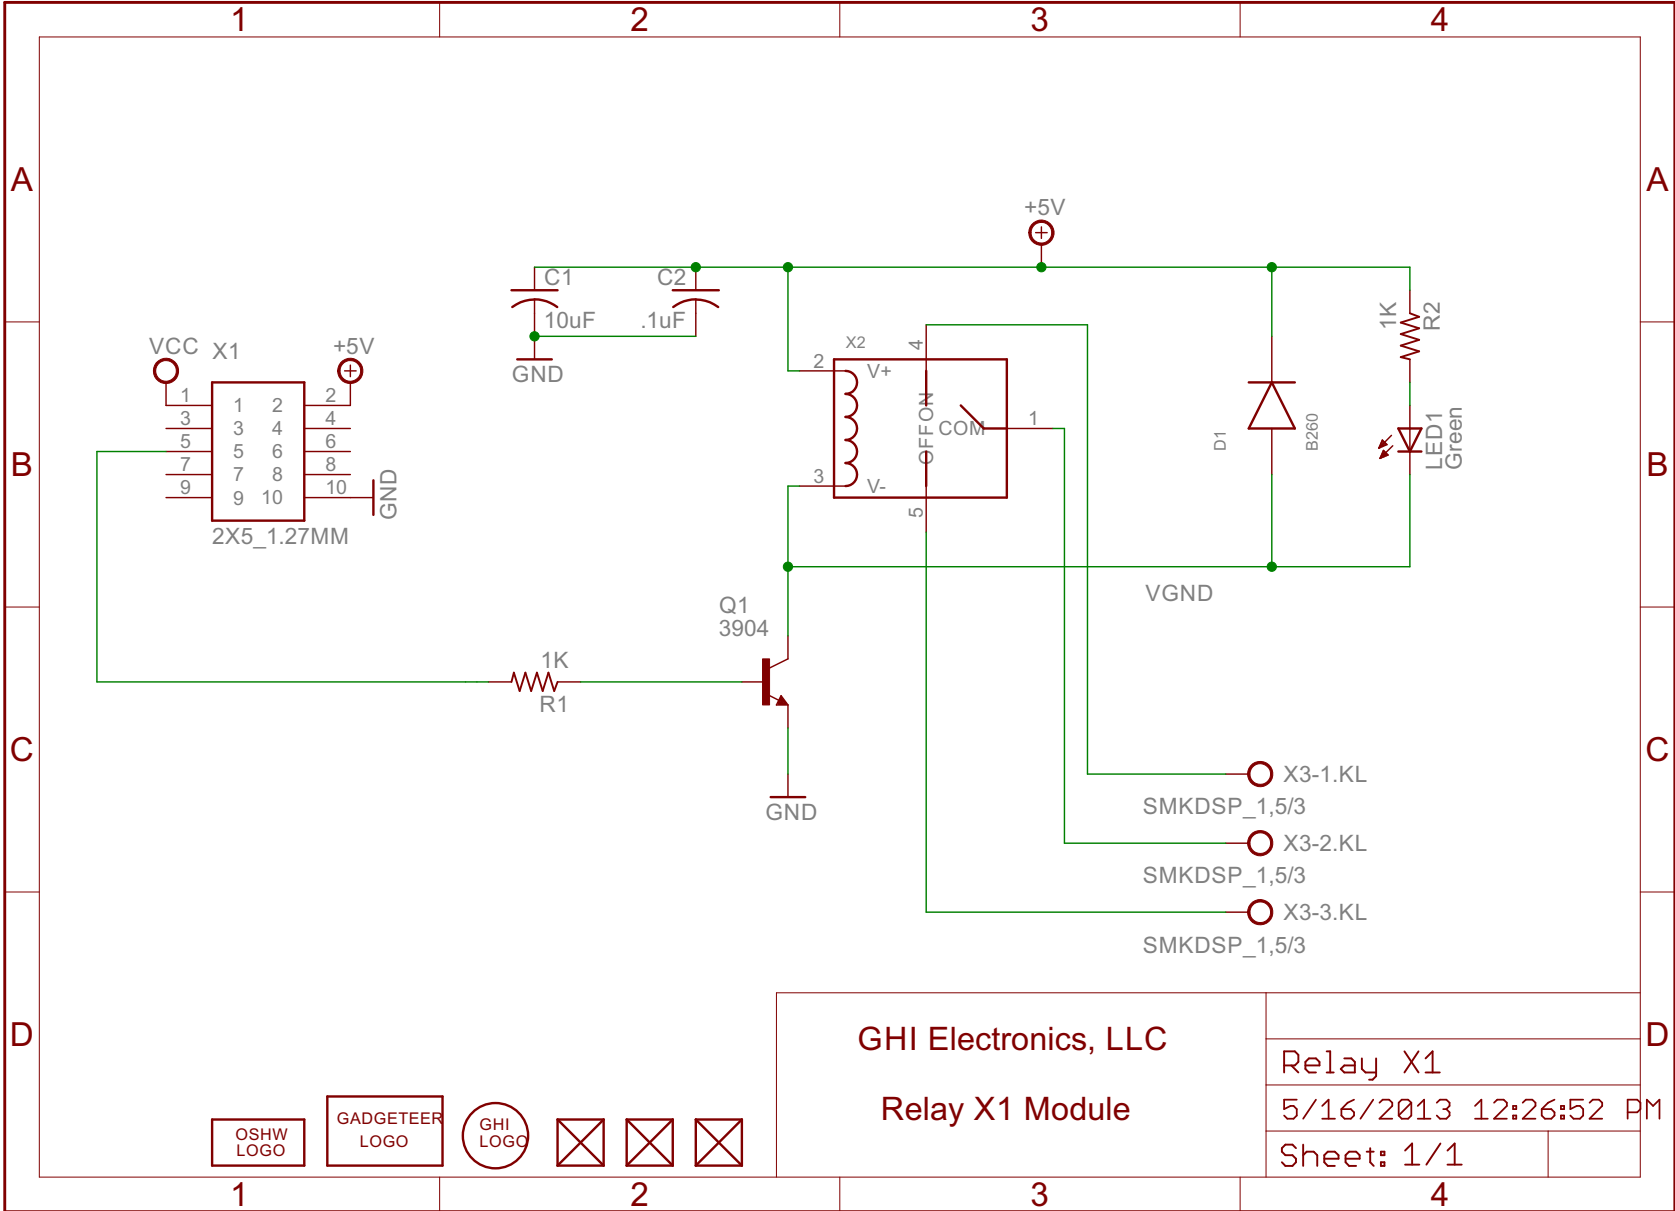 1 2 3 4
A A
+5V
C1 C2
10uF .1uF
GND
1K R2
VCC X1 +5V
1 1 2 2
3 3 4 4
5 5 6 6
7 7 8 8
9 9 10 10
GND
2X5_1.27MM
X2
4
2 V+
OFFON
COM 1
3 V-
5
D1 B260
LED1
Green
B B
VGND
Q1
3904
1K
R1
GND
C C
X3-1.KL
SMKDSP_1,5/3
X3-2.KL
SMKDSP_1,5/3
X3-3.KL
SMKDSP_1,5/3
D D
GHI Electronics, LLC
Relay X1 Module
Relay X1
5/16/2013 12:26:52 PM
Sheet: 1/1
OSHW
LOGO
GADGETEER
LOGO
GHI
LOGO
1 2 3 4